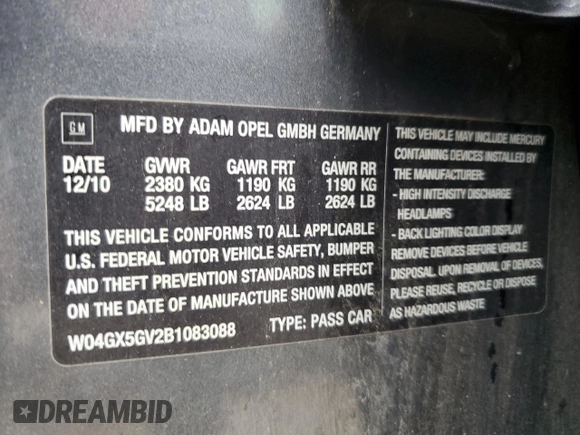 GM
MFD BY ADAM OPEL GMBH GERMANY
DATE GVWR GAWR FRT GAWR RR
12/10 2380 KG 1190 KG 1190 KG
5248 LB 2624 LB 2624 LB
THIS VEHICLE CONFORMS TO ALL APPLICABLE
U.S. FEDERAL MOTOR VEHICLE SAFETY, BUMPER
AND THEFT PREVENTION STANDARDS IN EFFECT
ON THE DATE OF MANUFACTURE SHOWN ABOVE
W04GX5GV2B1083088 TYPE: PASS CAR
THIS VEHICLE MAY INCLUDE MERCURY
CONTAINING DEVICES INSTALLED BY
THE MANUFACTURER:
- HIGH INTENSITY DISCHARGE
HEADLAMPS
- BACK LIGHTING COLOR DISPLAY
REMOVE DEVICES BEFORE VEHICLE
DISPOSAL. UPON REMOVAL OF DEVICES,
PLEASE REUSE, RECYCLE OR DISPOSE
AS HAZARDOUS WASTE
DREAMBID